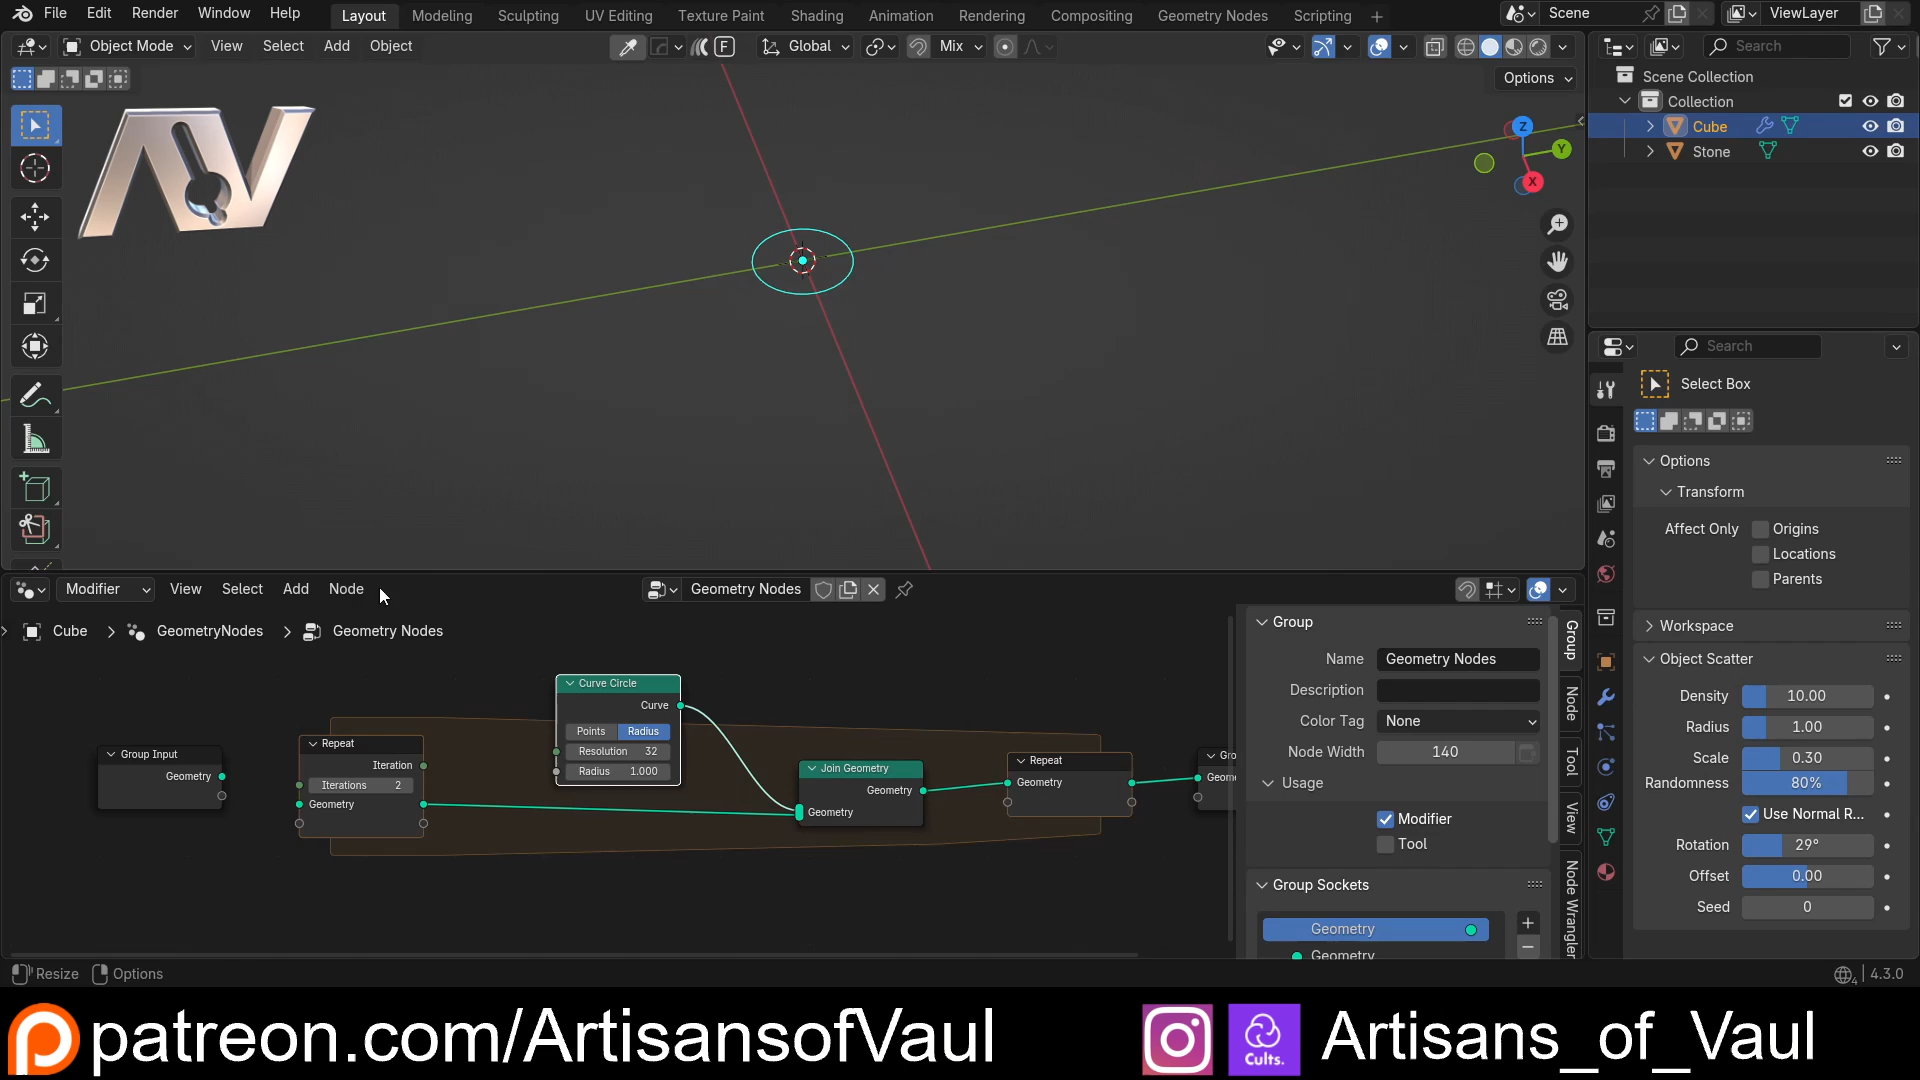 File Edit Render Window Help Layout Modeling Sculpting UV Editing Texture Paint Shading Animation Rendering Compositing Geometry Nodes Scripting + Scene ViewLayer
Object Mode View Select Add Object F Global Mix Search
Options
Scene Collection
Collection
Cube
Stone
Z
Y
X
AV
Search
Select Box
Options
Transform
Affect Only Origins
Locations
Parents
Workspace
Object Scatter
Density 10.00
Radius 1.00
Scale 0.30
Randomness 80%
Use Normal R...
Rotation 29°
Offset 0.00
Seed 0
Modifier View Select Add Node Geometry Nodes
Cube GeometryNodes Geometry Nodes
Group Input
Geometry
Repeat
Iteration
Iterations 2
Geometry
Curve Circle
Curve
Points Radius
Resolution 32
Radius 1.000
Join Geometry
Geometry
Geometry
Repeat
Geometry
Gro
Geome
Group
Name Geometry Nodes
Description
Color Tag None
Node Width 140
Usage
Modifier
Tool
Group Sockets
Geometry
Geometry
Group
Node
Tool
View
Node Wrangler
Resize Options 4.3.0
patreon.com/ArtisansofVaul Cults. Artisans_of_Vaul